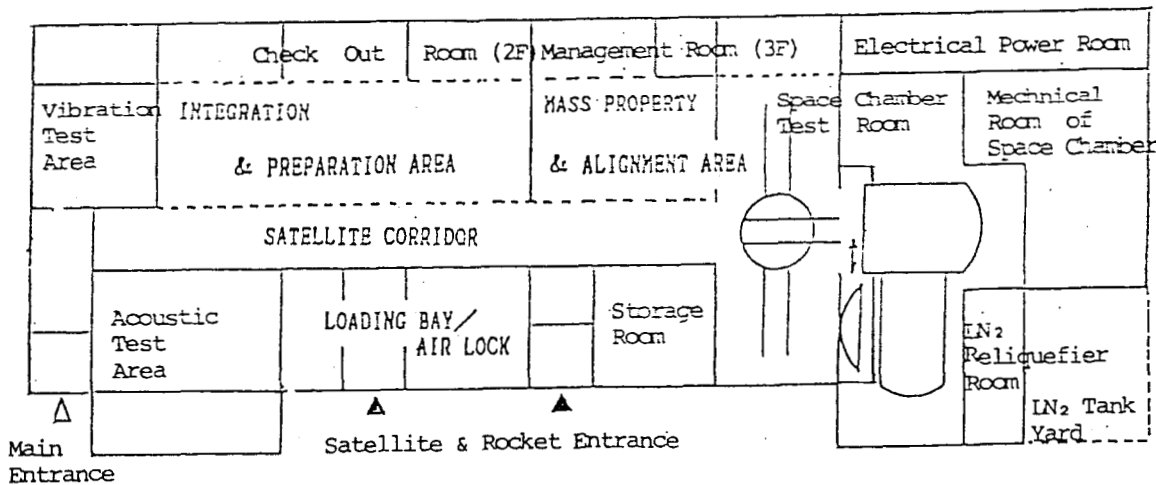 Check Out Room (2F) Management Room (3F) Electrical Power Room
Vibration
Test
Area
INTEGRATION
& PREPARATION AREA
MASS PROPERTY
& ALIGNMENT AREA
Space Chamber
Test Room
Mechnical
Room of
Space Chamber
SATELLITE CORRIDOR
Acoustic
Test
Area
LOADING BAY/
AIR LOCK
Storage
Room
LN₂
Reliquefier
Room
LN₂ Tank
Yard
Main
Entrance
Satellite & Rocket Entrance